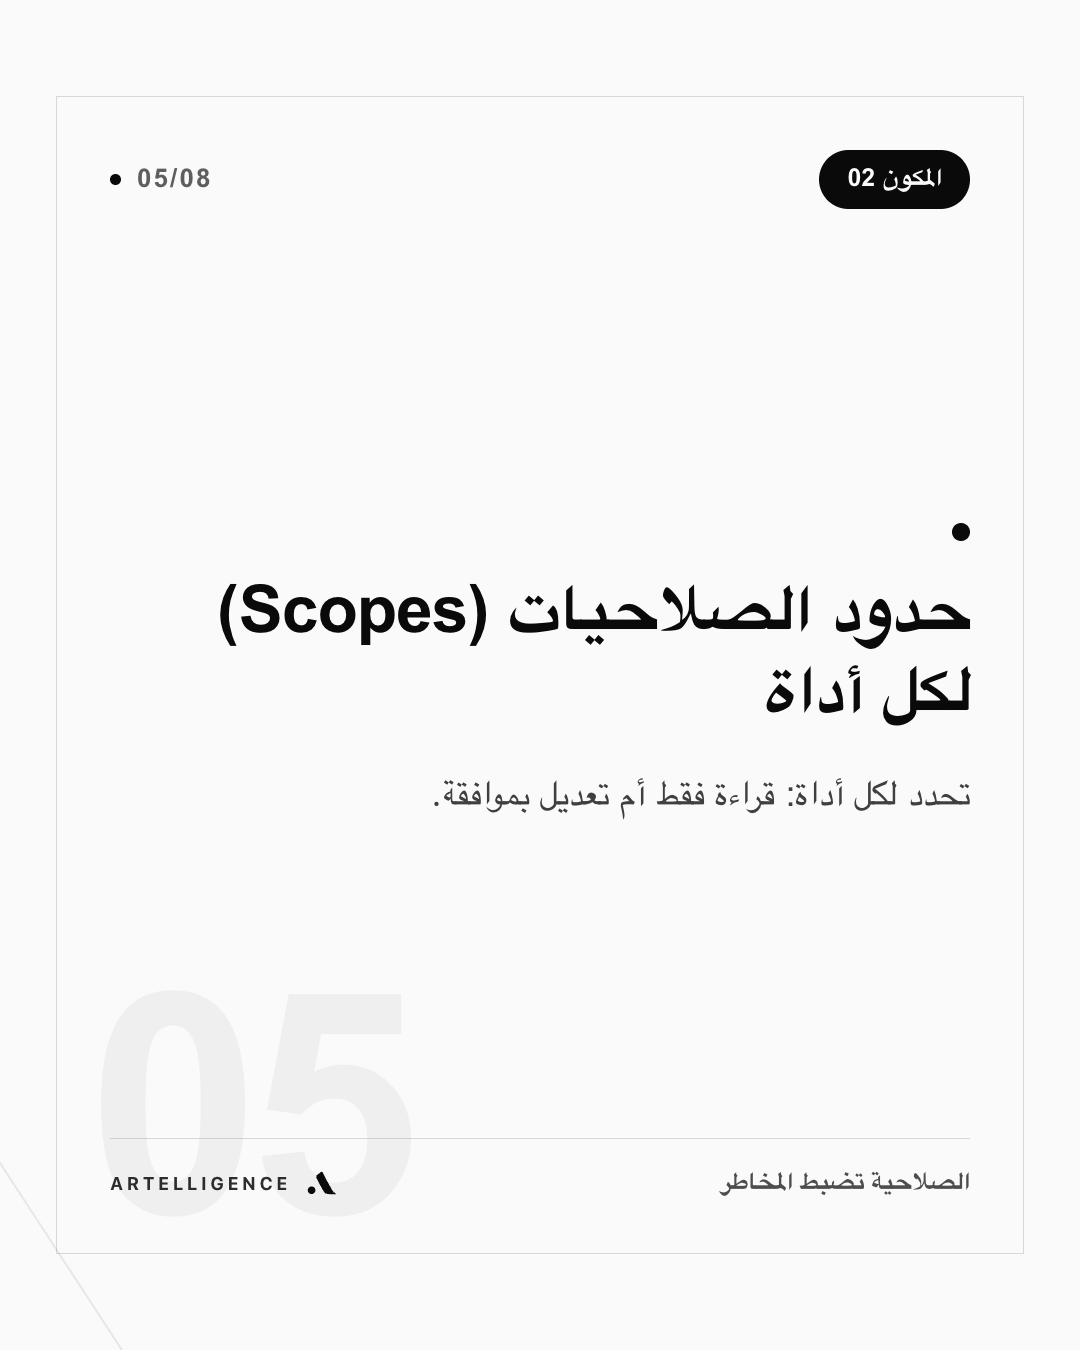 المكون 02
05/08
حدود الصلاحيات (Scopes)
لكل أداة
تحدد لكل أداة: قراءة فقط أم تعديل بموافقة.
05
الصلاحية تضبط المخاطر
ARTELLIGENCE